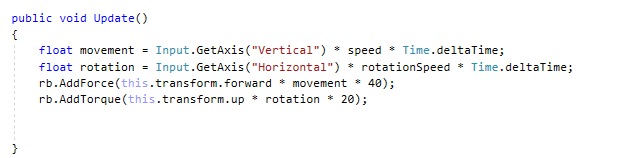 public void Update()
{
float movement = Input.GetAxis("Vertical") * speed * Time.deltaTime;
float rotation = Input.GetAxis("Horizontal") * rotationSpeed * Time.deltaTime;
rb.AddForce(this.transform.forward * movement * 40);
rb.AddTorque(this.transform.up * rotation * 20);
}